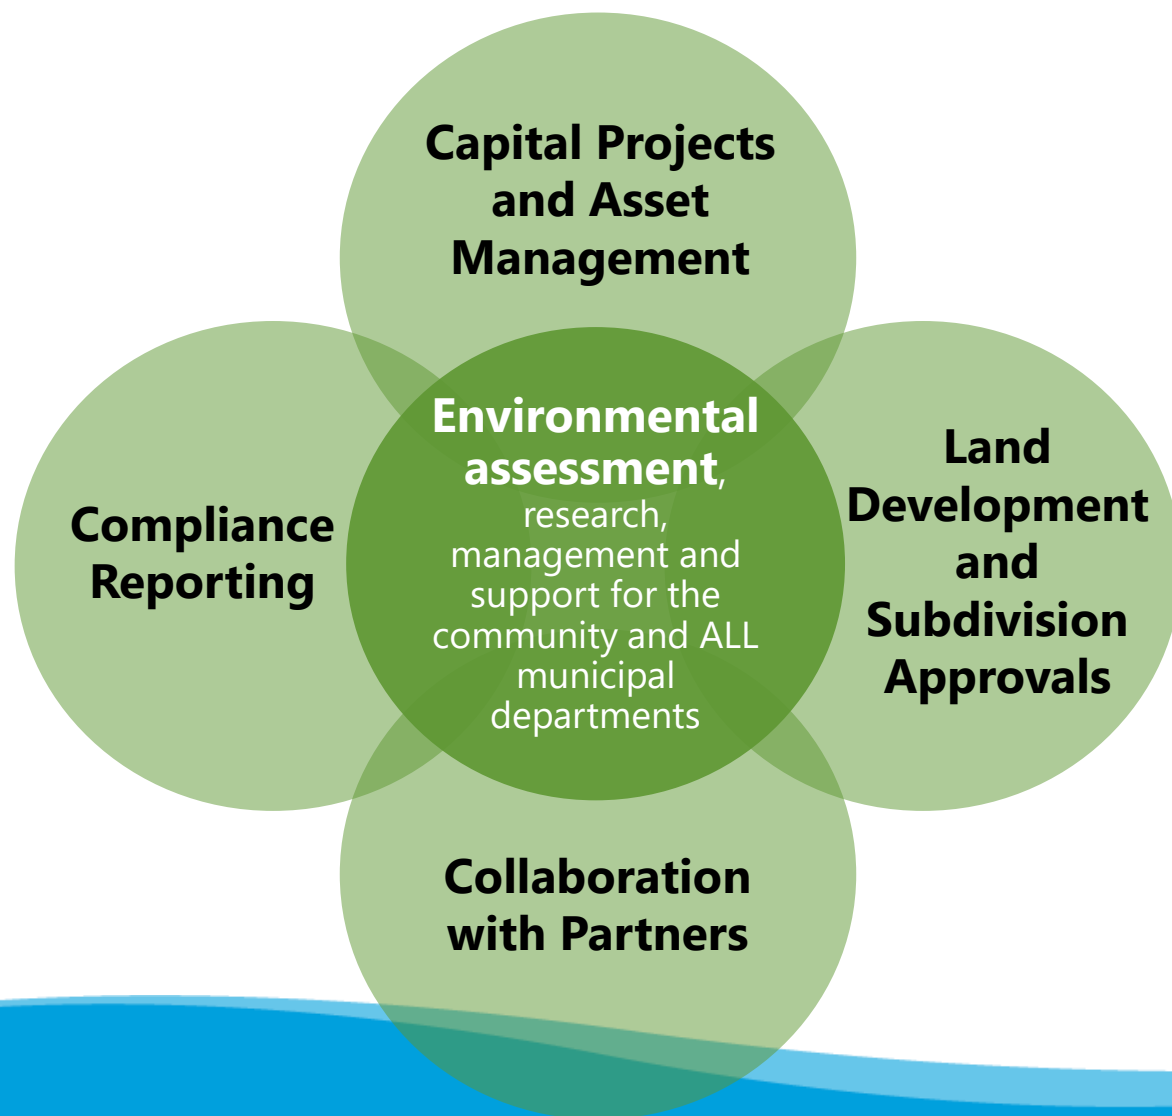 Capital Projects
and Asset
Management
Compliance
Reporting
Environmental
assessment,
research,
management and
support for the
community and ALL
municipal
departments
Land
Development
and
Subdivision
Approvals
Collaboration
with Partners